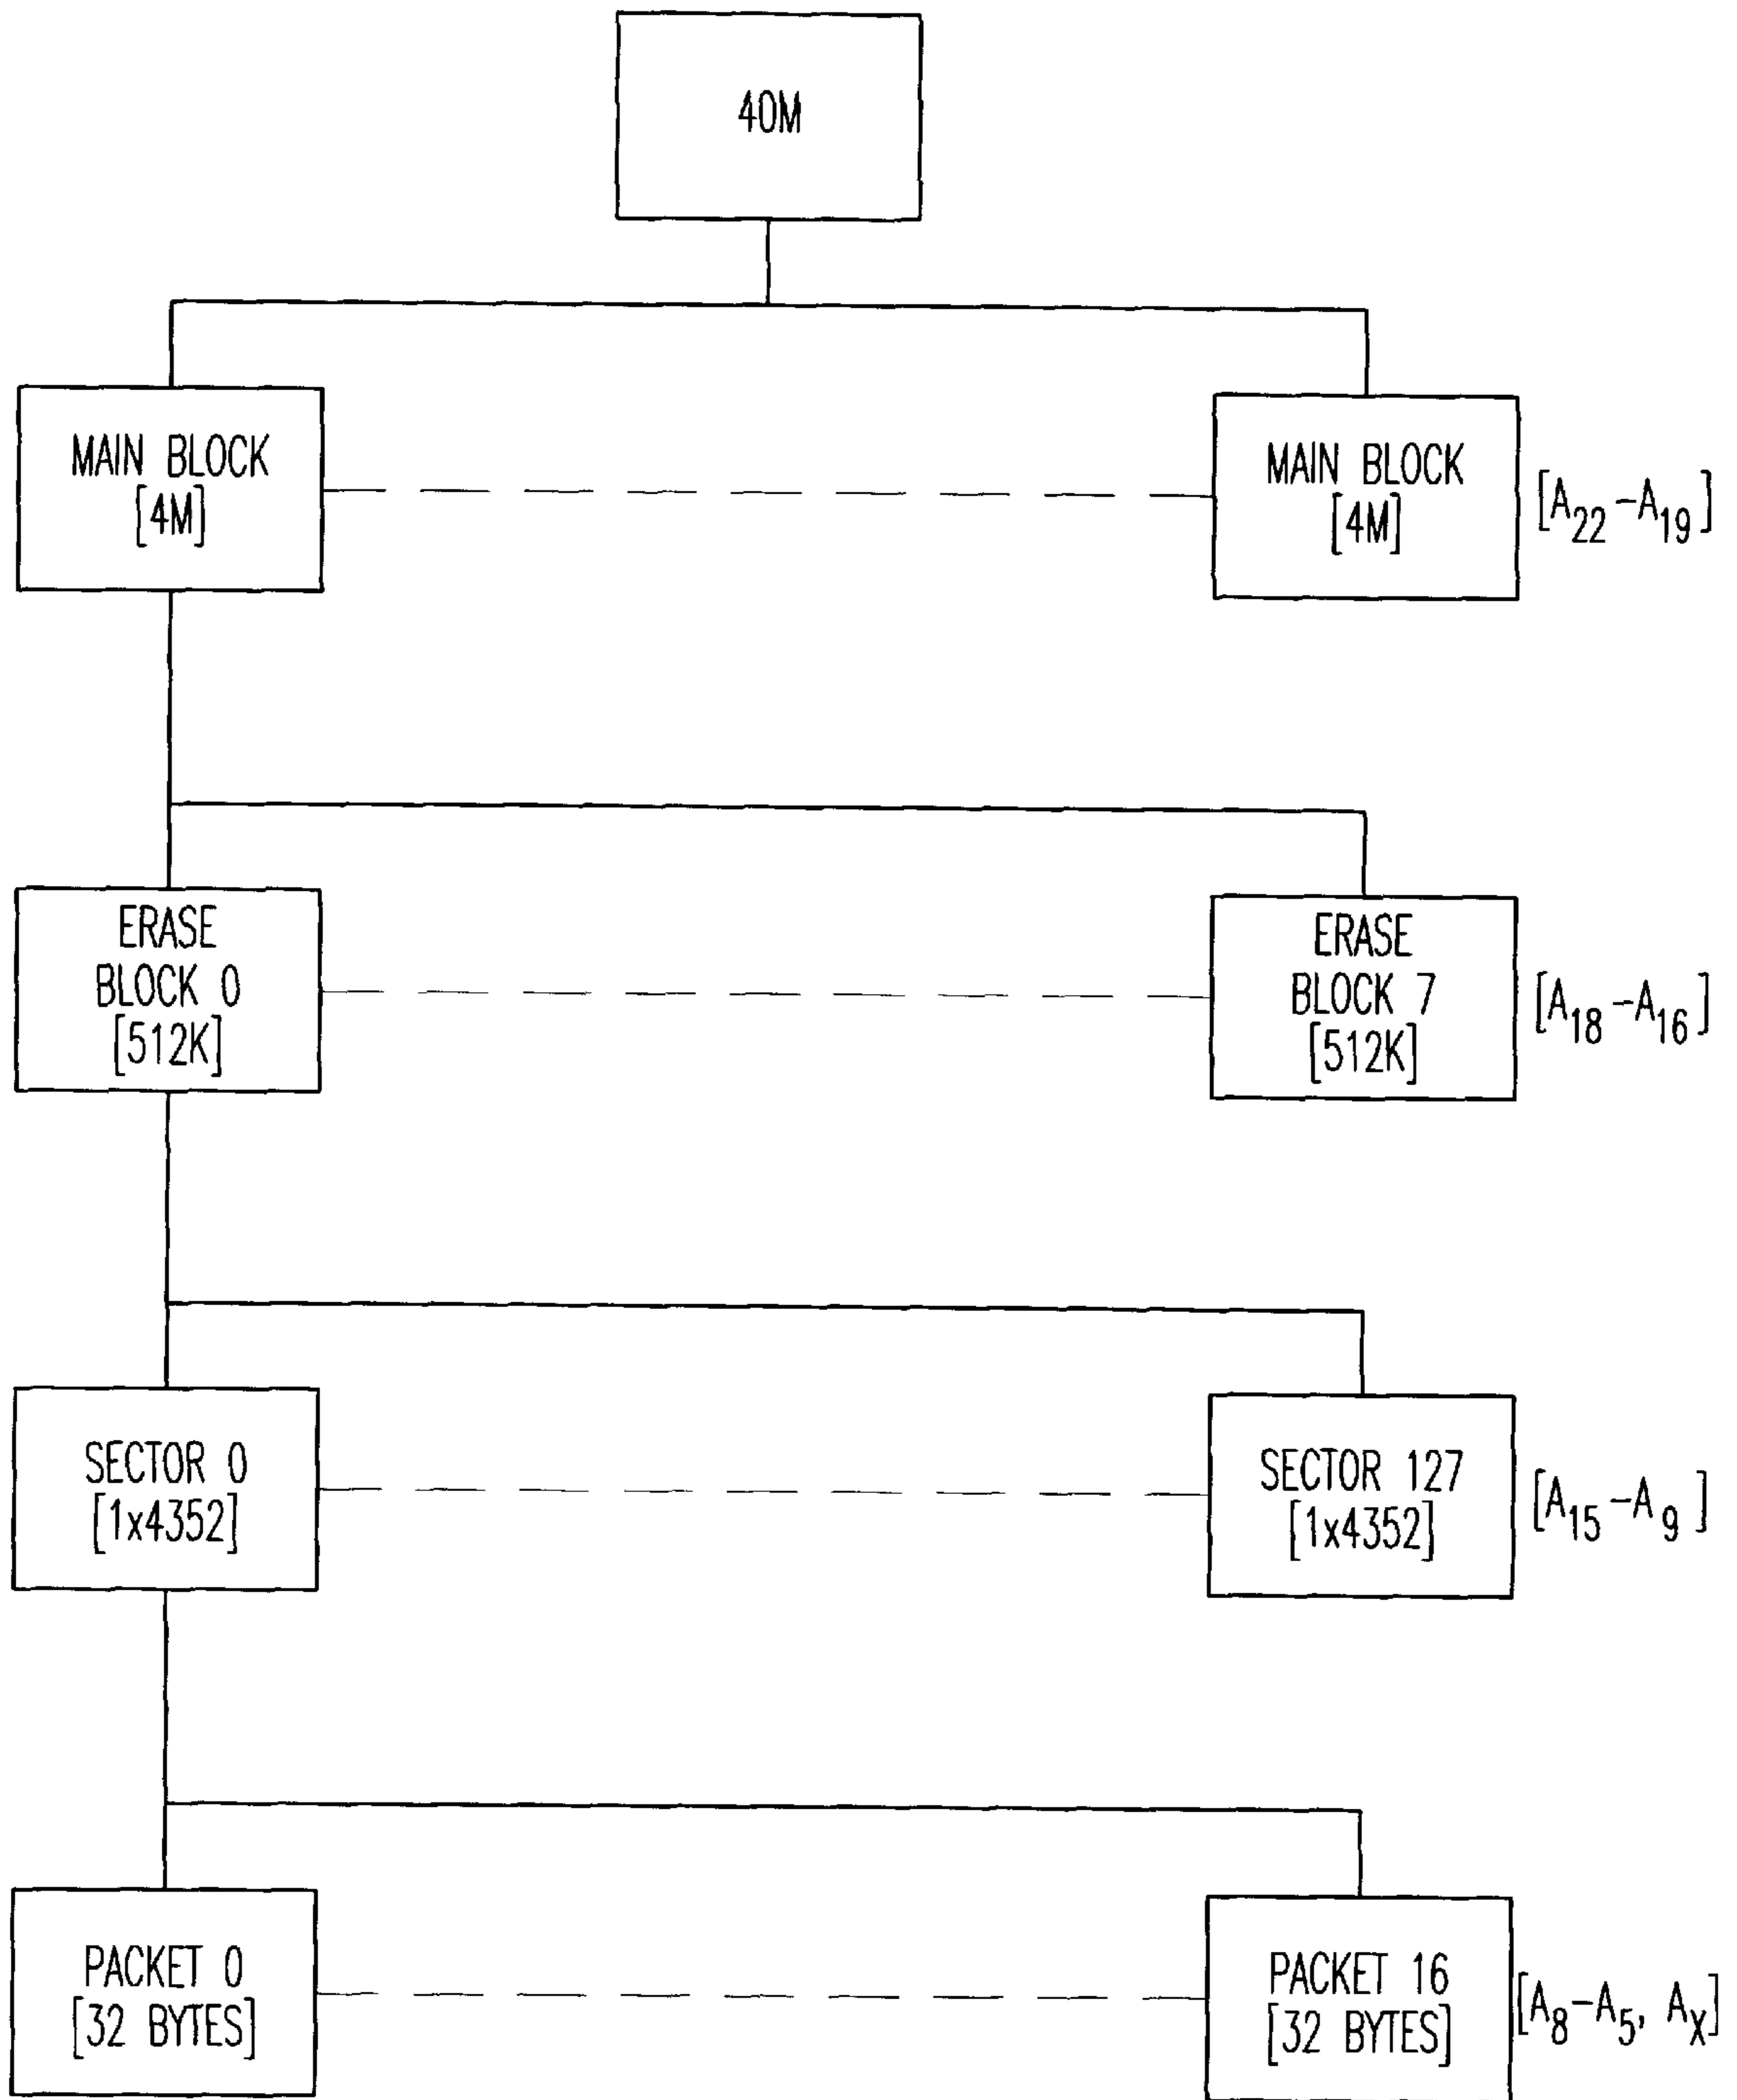 40M
MAIN BLOCK
[4M]
MAIN BLOCK
[4M]
[A22-A19]
ERASE
BLOCK 0
[512K]
ERASE
BLOCK 7
[512K]
[A18-A16]
SECTOR 0
[1x4352]
SECTOR 127
[1x4352]
[A15-A9]
PACKET 0
[32 BYTES]
PACKET 16
[32 BYTES]
[A8-A5, AX]